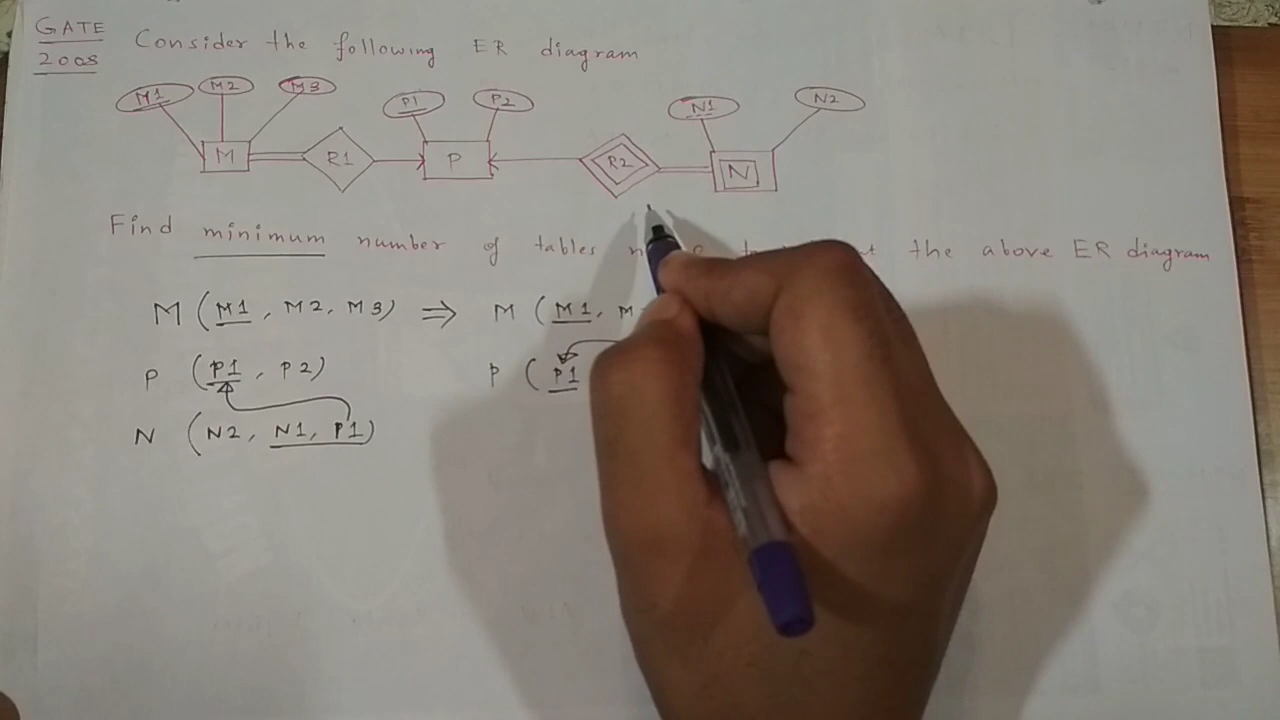 GATE
2008
Consider the following ER diagram
M1 M2 M3 P1 P2 N1 N2
M R1 P R2 N
Find minimum number of tables the above ER diagram
M (M1, M2, M3) ⇒ M (M1, M
P (P1, P2) P (P1
N (N2, N1, P1)